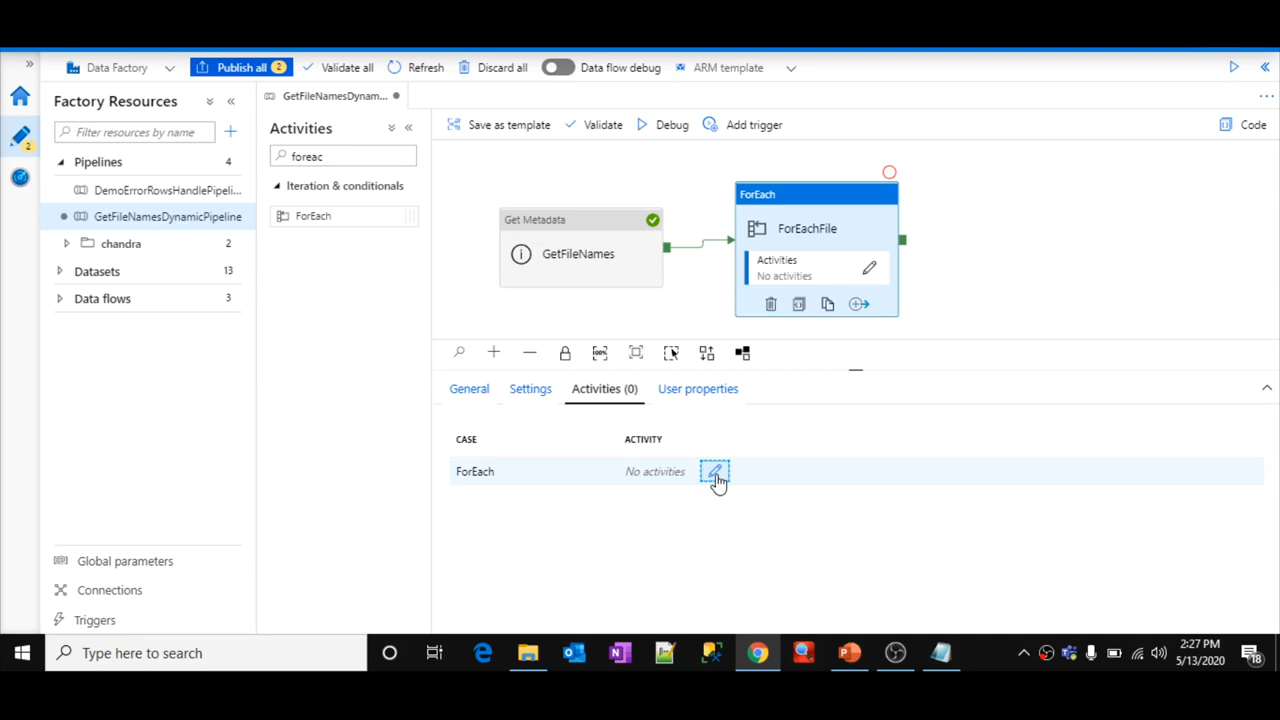 Data Factory
Publish all 2
Validate all
Refresh
Discard all
Data flow debug
ARM template
Factory Resources
Filter resources by name
Pipelines 4
DemoErrorRowsHandlePipeli...
GetFileNamesDynamicPipeline
chandra 2
Datasets 13
Data flows 3
Global parameters
Connections
Triggers
2
GetFileNamesDynam...
Activities
foreac
Iteration & conditionals
ForEach
Save as template
Validate
Debug
Add trigger
Code
Get Metadata
GetFileNames
ForEach
ForEachFile
Activities
No activities
General
Settings
Activities (0)
User properties
CASE ACTIVITY
ForEach No activities
Type here to search
2:27 PM
5/13/2020
18